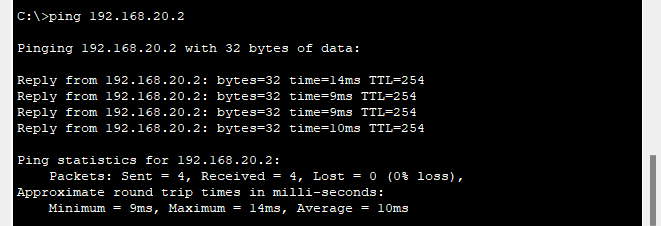 C:\>ping 192.168.20.2
Pinging 192.168.20.2 with 32 bytes of data:
Reply from 192.168.20.2: bytes=32 time=14ms TTL=254
Reply from 192.168.20.2: bytes=32 time=9ms TTL=254
Reply from 192.168.20.2: bytes=32 time=9ms TTL=254
Reply from 192.168.20.2: bytes=32 time=10ms TTL=254
Ping statistics for 192.168.20.2:
Packets: Sent = 4, Received = 4, Lost = 0 (0% loss),
Approximate round trip times in milli-seconds:
Minimum = 9ms, Maximum = 14ms, Average = 10ms